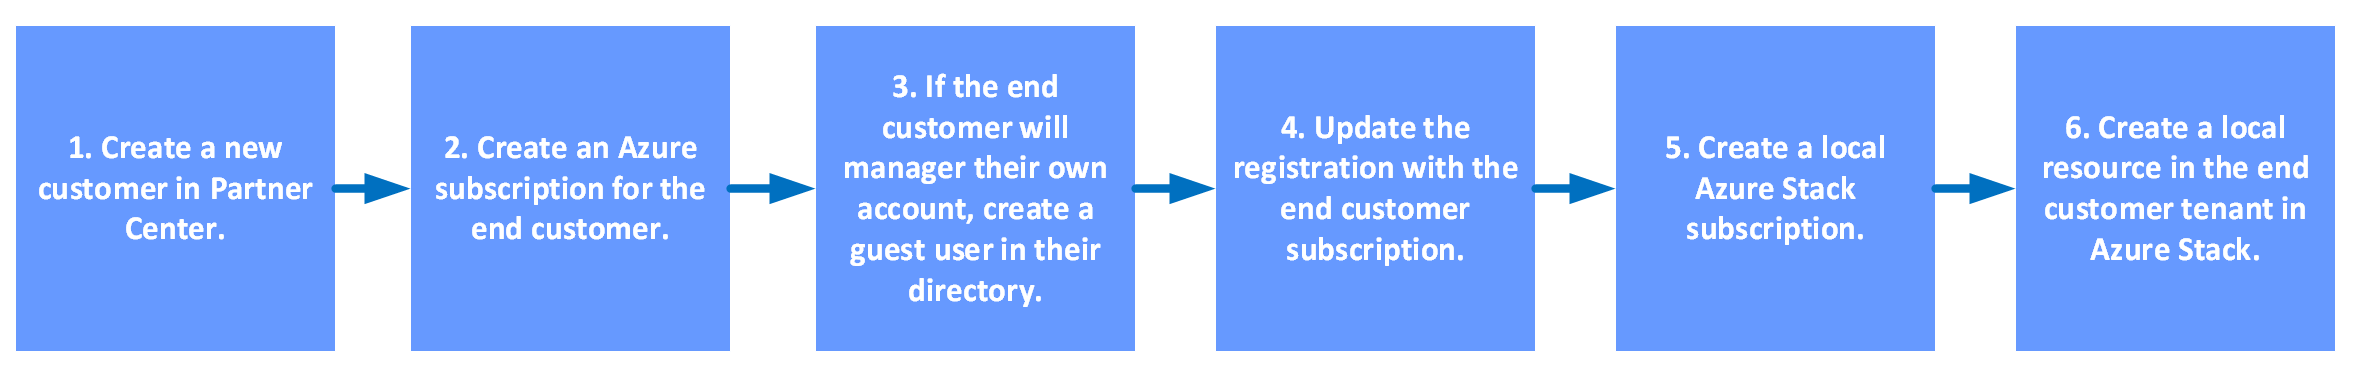 1. Create a new
customer in Partner
Center.
2. Create an Azure
subscription for the
end customer.
3. If the end
customer will
manager their own
account, create a
guest user in their
directory.
4. Update the
registration with the
end customer
subscription.
5. Create a local
Azure Stack
subscription.
6. Create a local
resource in the end
customer tenant in
Azure Stack.